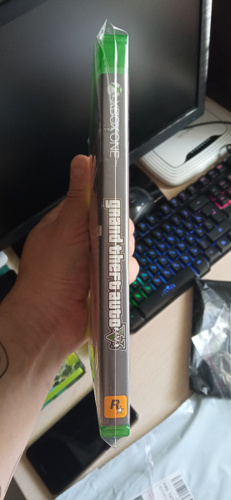 XBOX ONE
grand theft auto V
R★